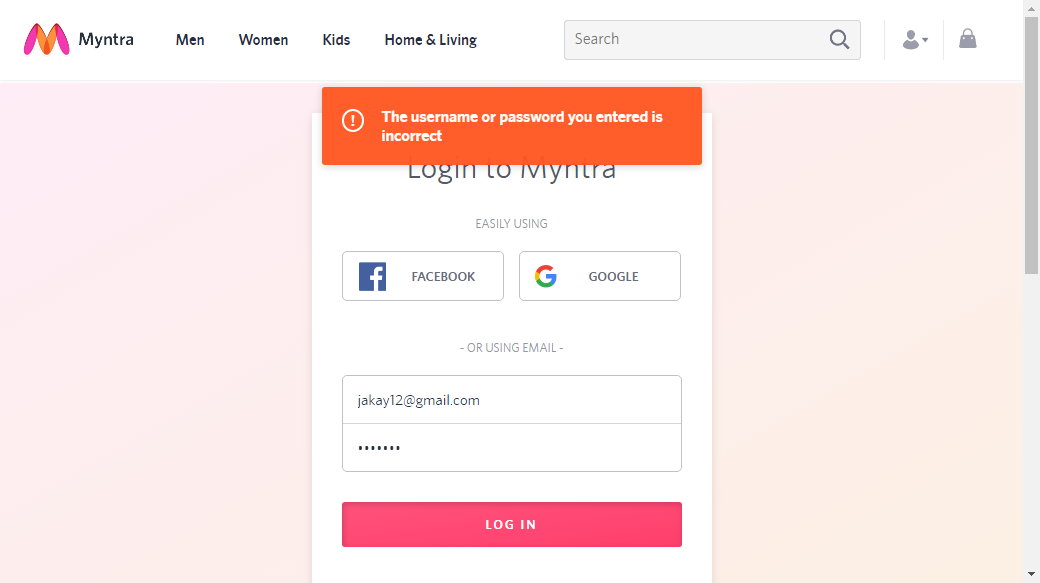 Myntra Men Women Kids Home & Living Search
The username or password you entered is
incorrect
Login to Myntra
EASILY USING
FACEBOOK GOOGLE
- OR USING EMAIL -
jakay12@gmail.com
•••••••
LOG IN